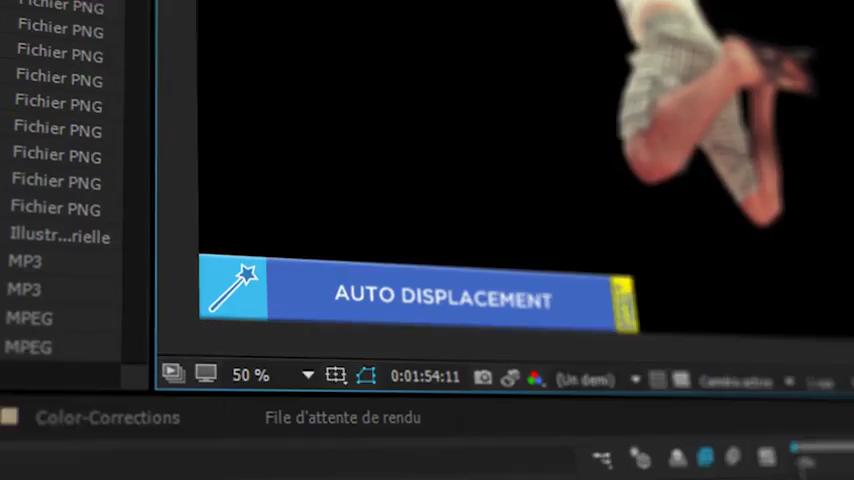 Fichier PNG
Fichier PNG
Fichier PNG
Fichier PNG
Fichier PNG
Fichier PNG
Fichier PNG
Fichier PNG
Fichier PNG
Illustr...rielle
MP3
MP3
MPEG
MPEG
AUTO DISPLACEMENT
50 %
0:01:54:11
(Un demi)
Color-Corrections
File d'attente de rendu